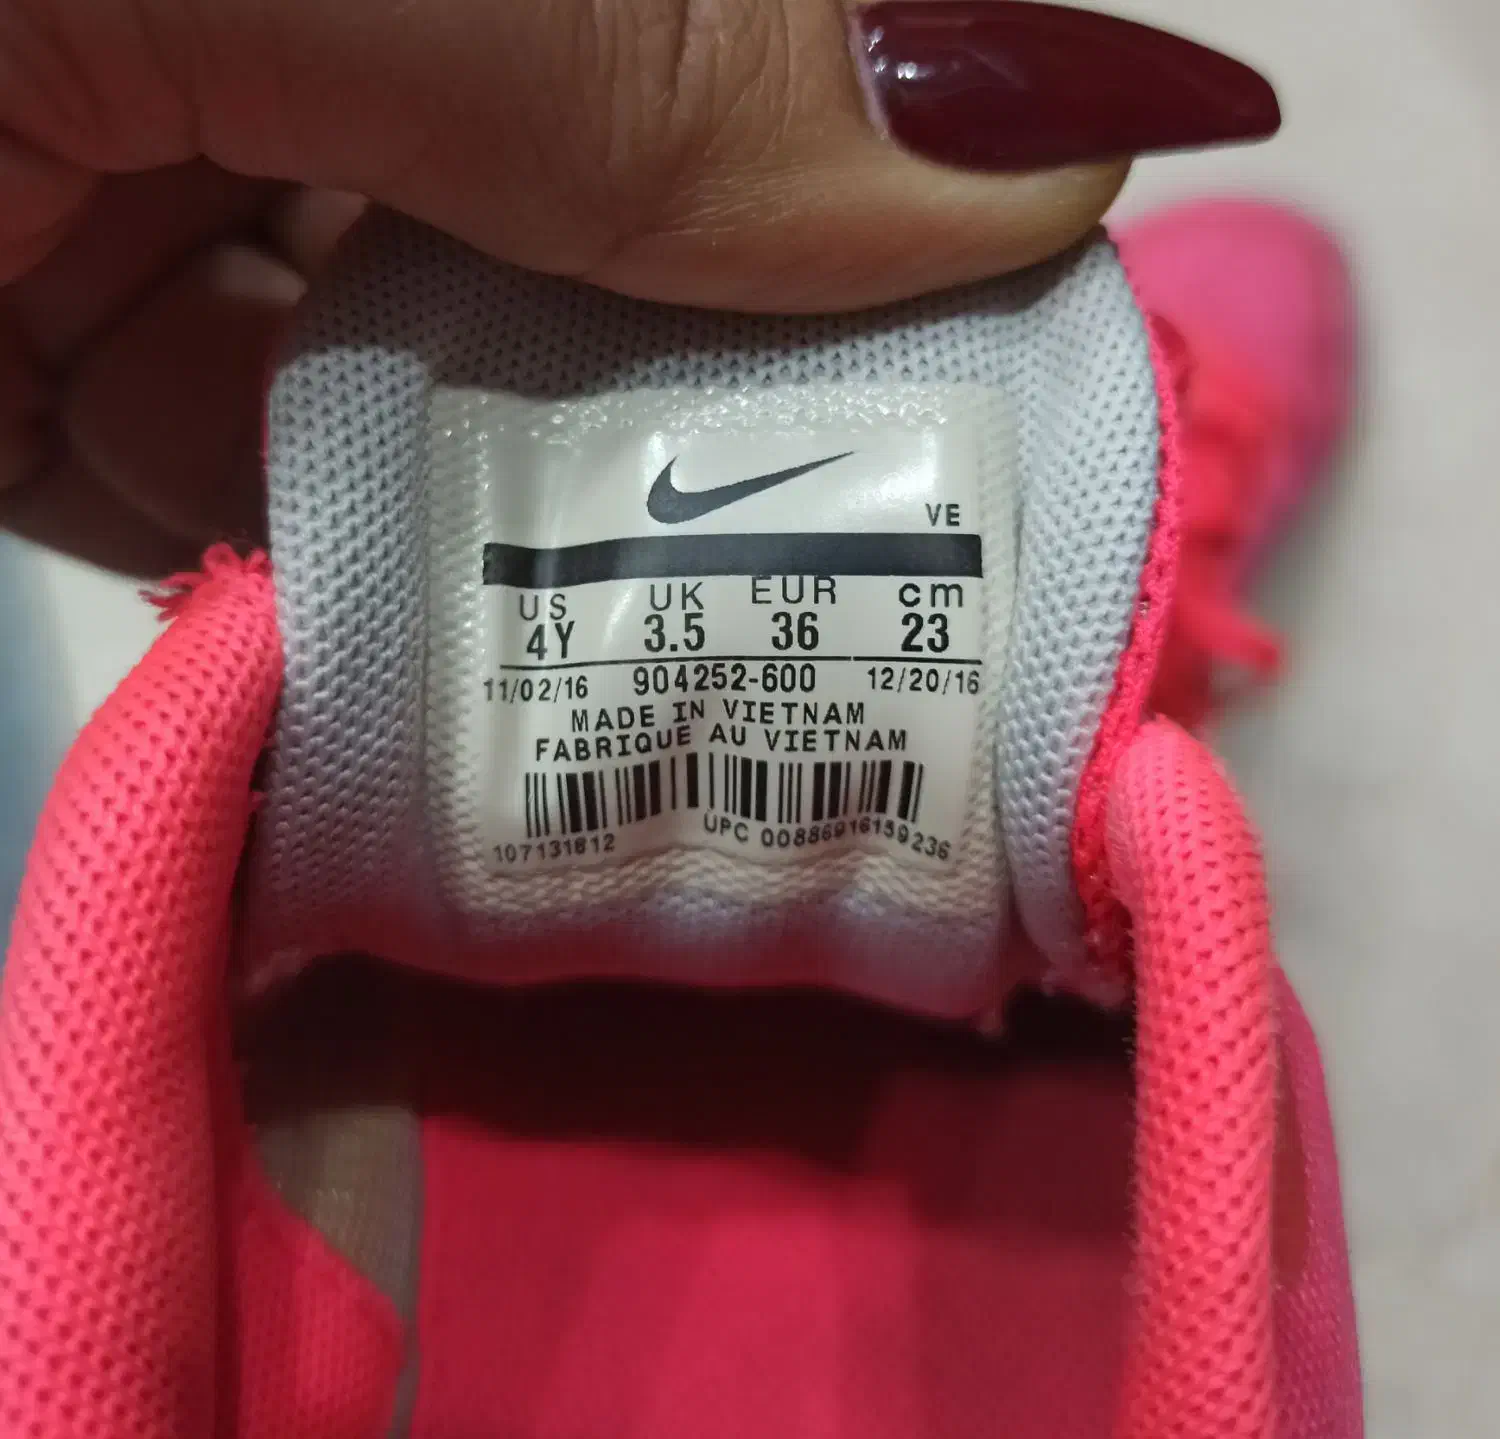 VE
US UK EUR cm
4Y 3.5 36 23
11/02/16 904252-600 12/20/16
MADE IN VIETNAM
FABRIQUE AU VIETNAM
107131812 UPC 00886916159236